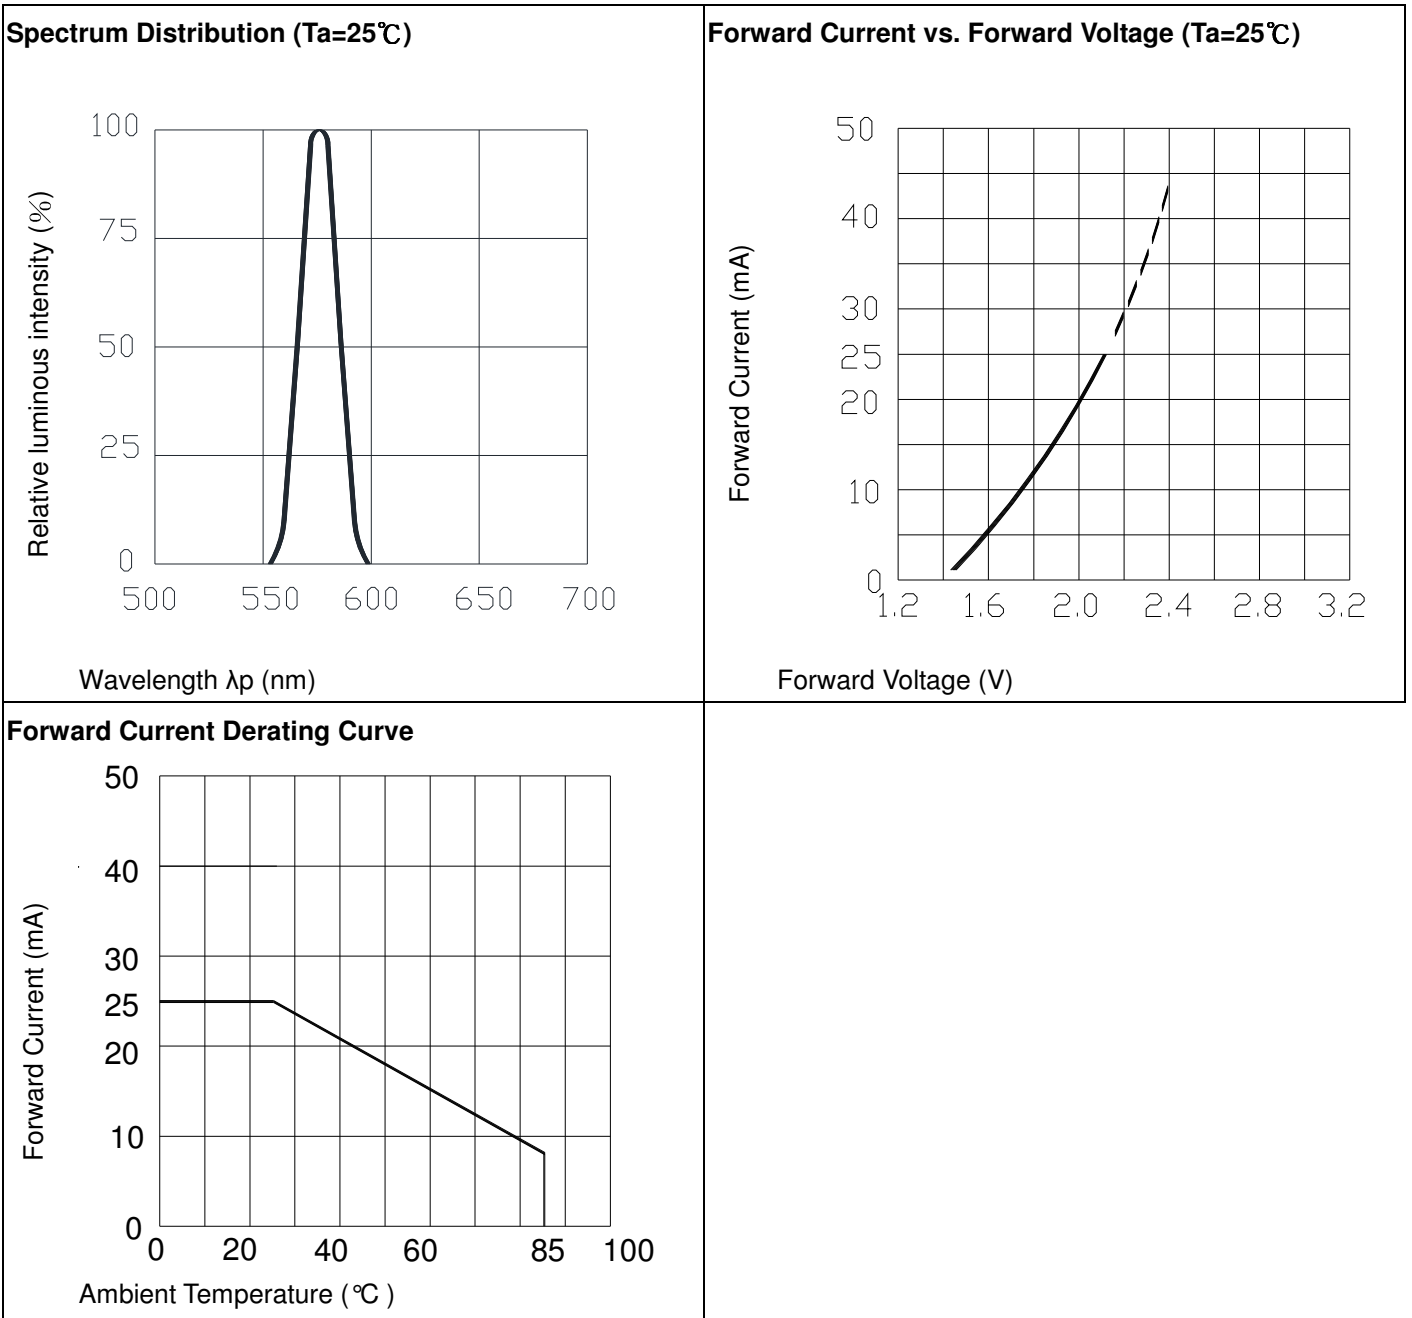 Spectrum Distribution (Ta=25℃)
100
75
50
25
0
500 550 600 650 700
Relative luminous intensity (%)
Wavelength λp (nm)
Forward Current vs. Forward Voltage (Ta=25℃)
50
40
30
25
20
10
0
1.2 1.6 2.0 2.4 2.8 3.2
Forward Current (mA)
Forward Voltage (V)
Forward Current Derating Curve
50
40
30
25
20
10
0
0 20 40 60 85 100
Forward Current (mA)
Ambient Temperature ( ℃ )